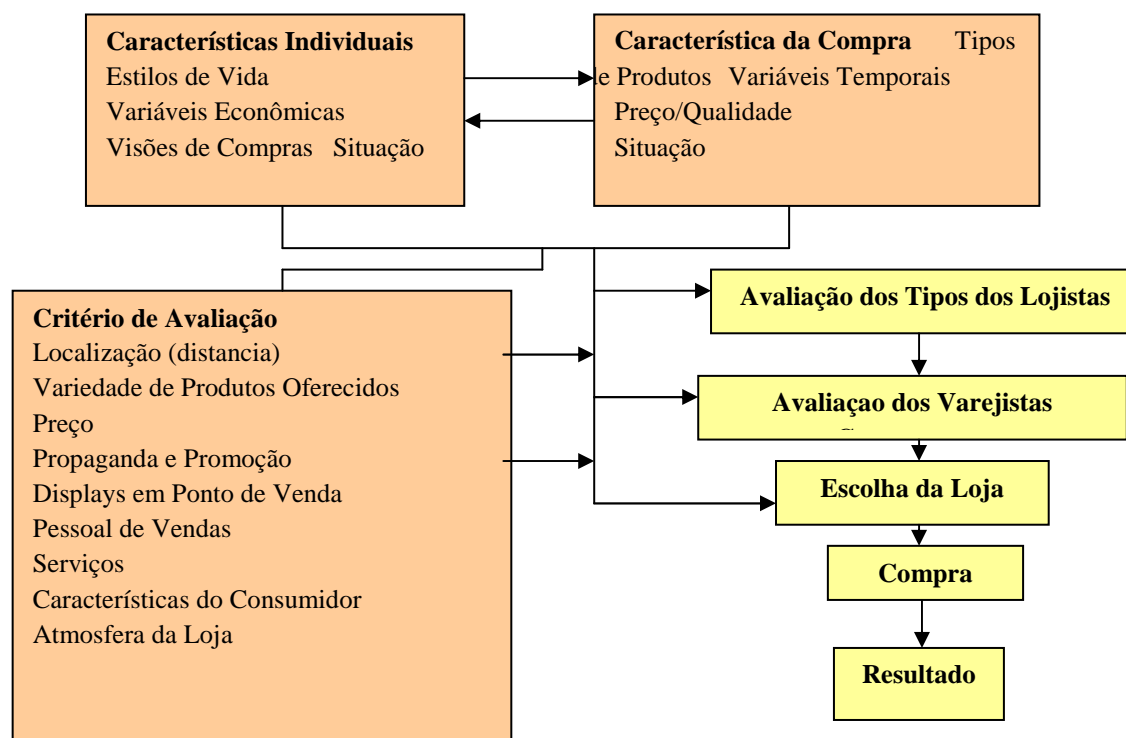 Características Individuais
Estilos de Vida
Variáveis Econômicas
Visões de Compras Situação
Característica da Compra Tipos
de Produtos Variáveis Temporais
Preço/Qualidade
Situação
Critério de Avaliação
Localização (distancia)
Variedade de Produtos Oferecidos
Preço
Propaganda e Promoção
Displays em Ponto de Venda
Pessoal de Vendas
Serviços
Características do Consumidor
Atmosfera da Loja
Avaliação dos Tipos dos Lojistas
Avaliaçao dos Varejistas
Escolha da Loja
Compra
Resultado